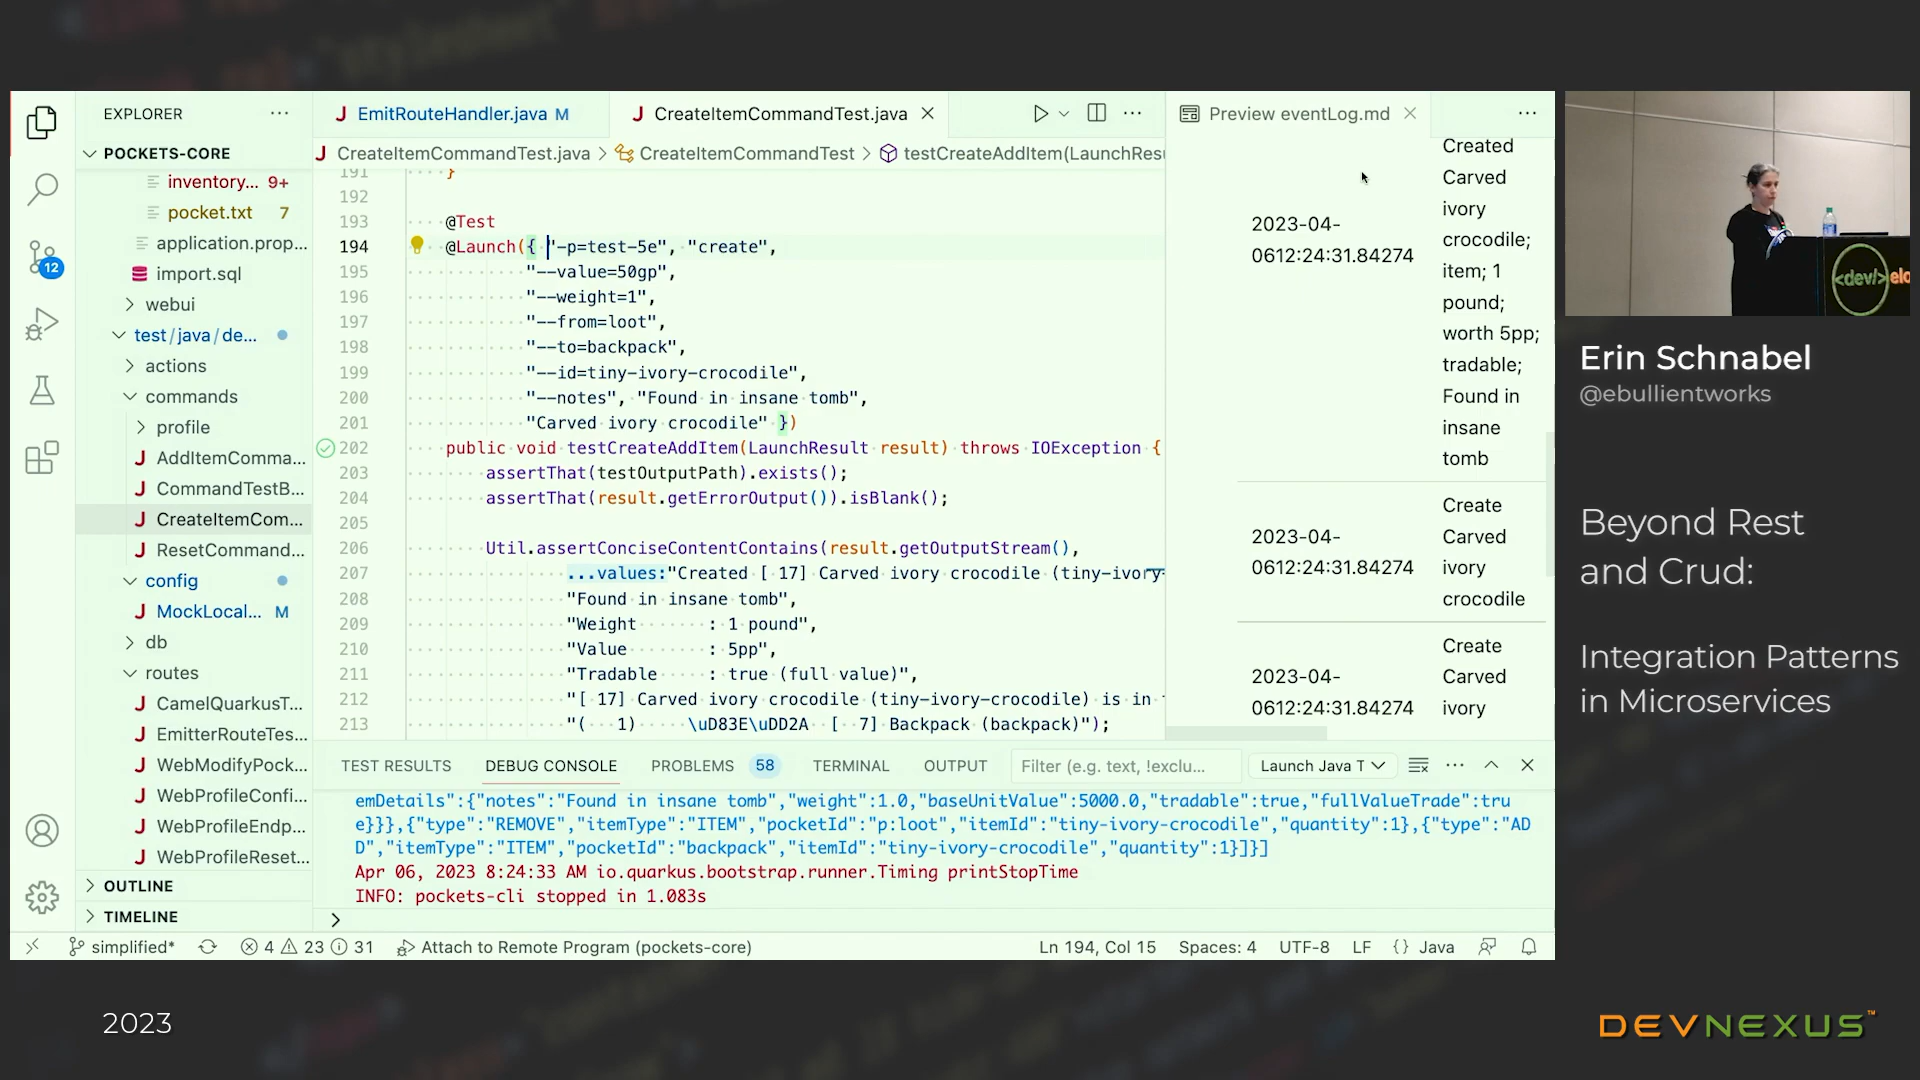 EXPLORER
POCKETS-CORE
inventory... 9+
pocket.txt 7
application.prop...
import.sql
webui
test/java/de...
actions
commands
profile
AddItemComma...
CommandTestB...
CreateItemCom...
ResetCommand...
config
MockLocal... M
db
routes
CamelQuarkusT...
EmitterRouteTes...
WebModifyPock...
WebProfileConfi...
WebProfileEndp...
WebProfileReset...
OUTLINE
TIMELINE
12
EmitRouteHandler.java M
CreateItemCommandTest.java
CreateItemCommandTest.java > CreateItemCommandTest > testCreateAddItem(LaunchResu
191 }
192
193 @Test
194 @Launch({ "-p=test-5e", "create",
195 "--value=50gp",
196 "--weight=1",
197 "--from=loot",
198 "--to=backpack",
199 "--id=tiny-ivory-crocodile",
200 "--notes", "Found in insane tomb",
201 "Carved ivory crocodile" })
202 public void testCreateAddItem(LaunchResult result) throws IOException {
203 assertThat(testOutputPath).exists();
204 assertThat(result.getErrorOutput()).isBlank();
205
206 Util.assertConciseContentContains(result.getOutputStream(),
207 ...values:"Created [ 17] Carved ivory crocodile (tiny-ivory-
208 "Found in insane tomb",
209 "Weight : 1 pound",
210 "Value : 5pp",
211 "Tradable : true (full value)",
212 "[ 17] Carved ivory crocodile (tiny-ivory-crocodile) is in
213 "( 1) \uD83E\uDD2A [ 7] Backpack (backpack)");
Preview eventLog.md
2023-04-
0612:24:31.84274
Created
Carved
ivory
crocodile;
item; 1
pound;
worth 5pp;
tradable;
Found in
insane
tomb
2023-04-
0612:24:31.84274
Create
Carved
ivory
crocodile
2023-04-
0612:24:31.84274
Create
Carved
ivory
TEST RESULTS DEBUG CONSOLE PROBLEMS 58 TERMINAL OUTPUT Filter (e.g. text, !exclu... Launch Java T
emDetails":{"notes":"Found in insane tomb","weight":1.0,"baseUnitValue":5000.0,"tradable":true,"fullValueTrade":tru
e}}},{"type":"REMOVE","itemType":"ITEM","pocketId":"p:loot","itemId":"tiny-ivory-crocodile","quantity":1},{"type":"AD
D","itemType":"ITEM","pocketId":"backpack","itemId":"tiny-ivory-crocodile","quantity":1}]}]
Apr 06, 2023 8:24:33 AM io.quarkus.bootstrap.runner.Timing printStopTime
INFO: pockets-cli stopped in 1.083s
>
simplified* 4 23 31 Attach to Remote Program (pockets-core) Ln 194, Col 15 Spaces: 4 UTF-8 LF {} Java
<dev/>elo
Erin Schnabel
@ebullientworks
Beyond Rest
and Crud:
Integration Patterns
in Microservices
2023
DEVNEXUS™